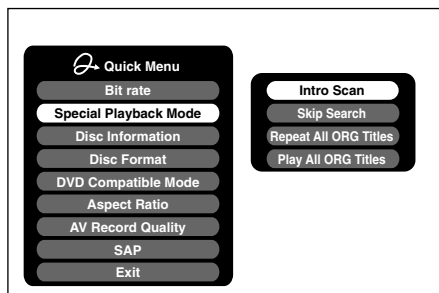 Quick Menu
Bit rate
Special Playback Mode
Disc Information
Disc Format
DVD Compatible Mode
Aspect Ratio
AV Record Quality
SAP
Exit
Intro Scan
Skip Search
Repeat All ORG Titles
Play All ORG Titles